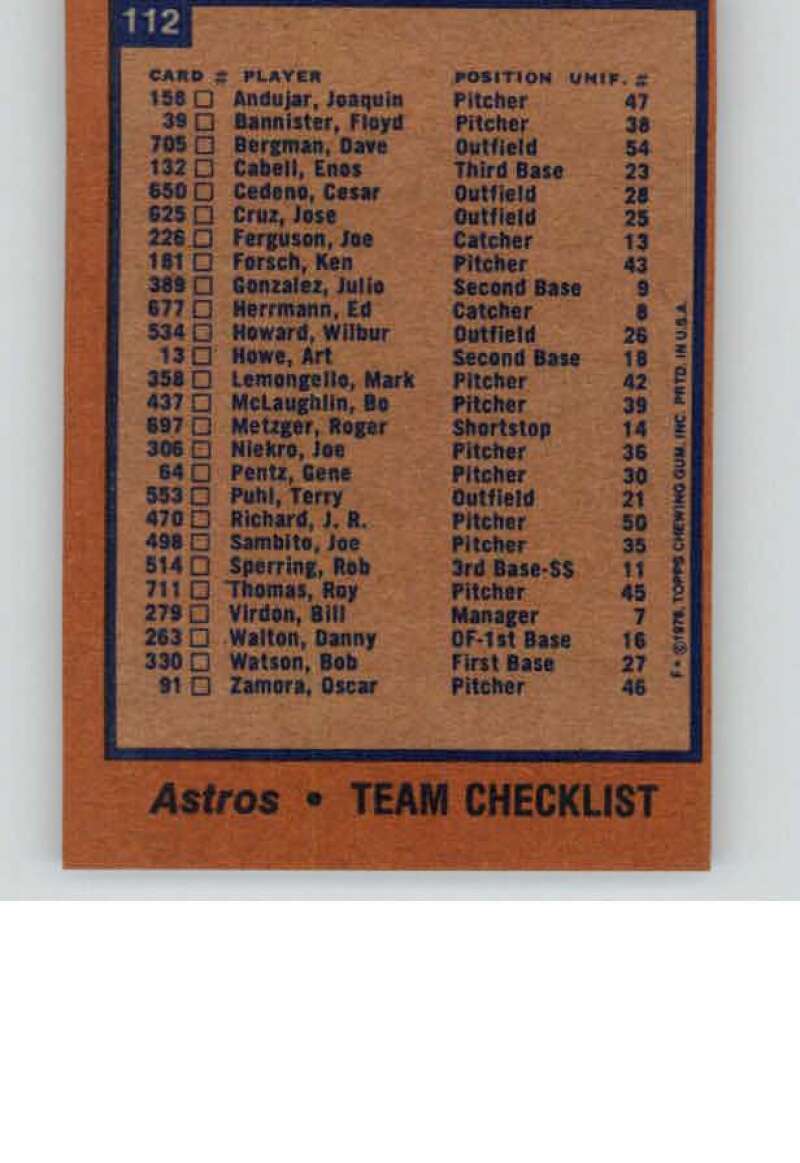 112
CARD # PLAYER POSITION UNIF. #
158 □ Andujar, Joaquin Pitcher 47
39 □ Bannister, Floyd Pitcher 38
705 □ Bergman, Dave Outfield 54
132 □ Cabell, Enos Third Base 23
650 □ Cedeno, Cesar Outfield 28
625 □ Cruz, Jose Outfield 25
226 □ Ferguson, Joe Catcher 13
181 □ Forsch, Ken Pitcher 43
389 □ Gonzalez, Julio Second Base 9
677 □ Herrmann, Ed Catcher 8
534 □ Howard, Wilbur Outfield 26
13 □ Howe, Art Second Base 18
358 □ Lemongello, Mark Pitcher 42
437 □ McLaughlin, Bo Pitcher 39
697 □ Metzger, Roger Shortstop 14
306 □ Niekro, Joe Pitcher 36
64 □ Pentz, Gene Pitcher 30
553 □ Puhl, Terry Outfield 21
470 □ Richard, J. R. Pitcher 50
498 □ Sambito, Joe Pitcher 35
514 □ Sperring, Rob 3rd Base-SS 11
711 □ Thomas, Roy Pitcher 45
279 □ Virdon, Bill Manager 7
263 □ Walton, Danny OF-1st Base 16
330 □ Watson, Bob First Base 27
91 □ Zamora, Oscar Pitcher 46
F* ©1978, TOPPS CHEWING GUM, INC. PRTD. IN U.S.A.
Astros • TEAM CHECKLIST